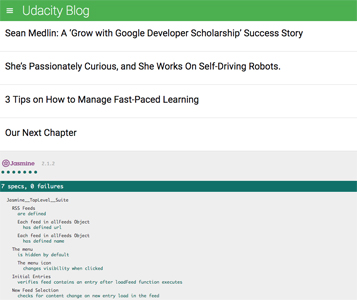 Udacity Blog
Sean Medlin: A ‘Grow with Google Developer Scholarship’ Success Story
She’s Passionately Curious, and She Works On Self-Driving Robots.
3 Tips on How to Manage Fast-Paced Learning
Our Next Chapter
Jasmine 2.1.2
7 specs, 0 failures
Jasmine__TopLevel__Suite
RSS Feeds
are defined
Each feed in allFeeds Object
has defined url
Each feed in allFeeds Object
has defined name
The menu
is hidden by default
The menu icon
changes visibility when clicked
Initial Entries
verifies feed contains an entry after loadFeed function executes
New Feed Selection
checks for content change on new entry load in the feed